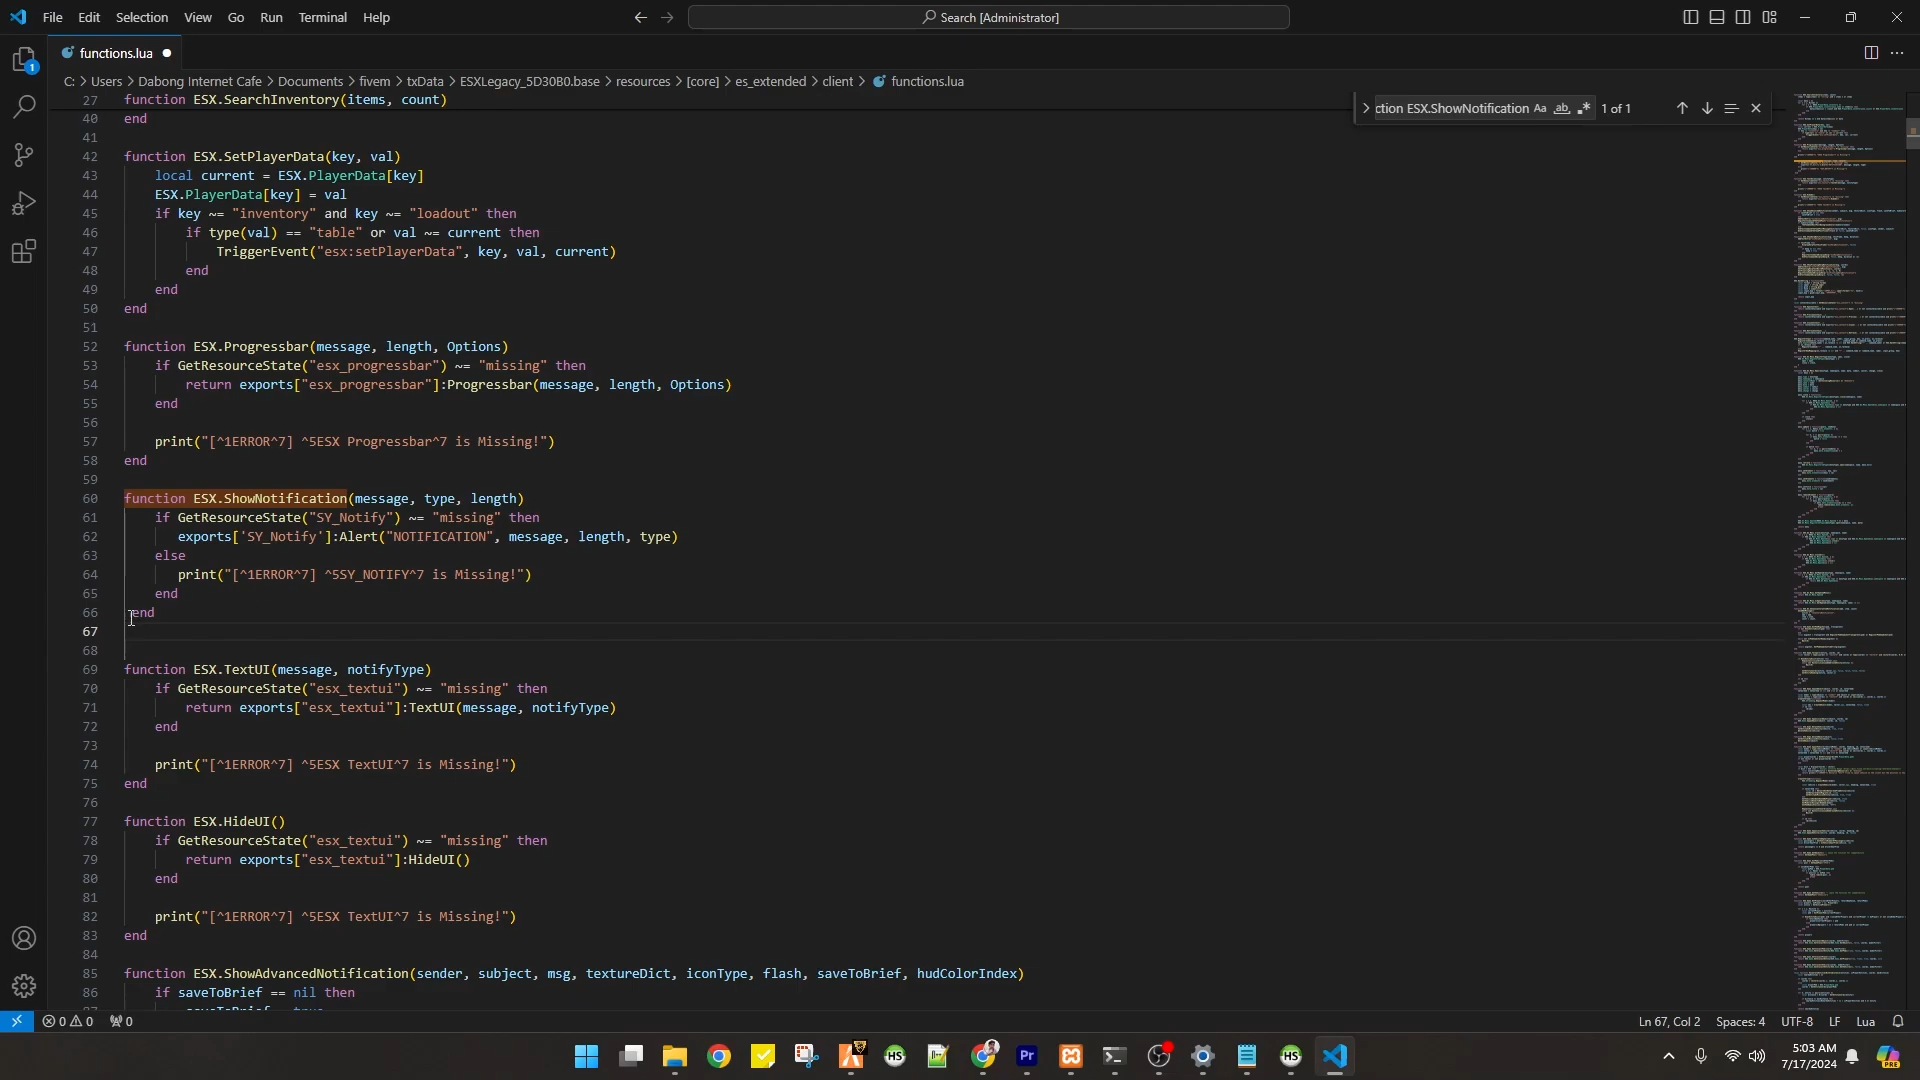 File Edit Selection View Go Run Terminal Help
Search [Administrator]
functions.lua
C: > Users > Dabong Internet Cafe > Documents > fivem > txData > ESXLegacy_5D30B0.base > resources > [core] > es_extended > client > functions.lua
ction ESX.ShowNotification Aa ab 1 of 1
27 function ESX.SearchInventory(items, count)
40 end
41
42 function ESX.SetPlayerData(key, val)
43 local current = ESX.PlayerData[key]
44 ESX.PlayerData[key] = val
45 if key ~= "inventory" and key ~= "loadout" then
46 if type(val) == "table" or val ~= current then
47 TriggerEvent("esx:setPlayerData", key, val, current)
48 end
49 end
50 end
51
52 function ESX.Progressbar(message, length, Options)
53 if GetResourceState("esx_progressbar") ~= "missing" then
54 return exports["esx_progressbar"]:Progressbar(message, length, Options)
55 end
56
57 print("[^1ERROR^7] ^5ESX Progressbar^7 is Missing!")
58 end
59
60 function ESX.ShowNotification(message, type, length)
61 if GetResourceState("SY_Notify") ~= "missing" then
62 exports['SY_Notify']:Alert("NOTIFICATION", message, length, type)
63 else
64 print("[^1ERROR^7] ^5SY_NOTIFY^7 is Missing!")
65 end
66 end
67
68
69 function ESX.TextUI(message, notifyType)
70 if GetResourceState("esx_textui") ~= "missing" then
71 return exports["esx_textui"]:TextUI(message, notifyType)
72 end
73
74 print("[^1ERROR^7] ^5ESX TextUI^7 is Missing!")
75 end
76
77 function ESX.HideUI()
78 if GetResourceState("esx_textui") ~= "missing" then
79 return exports["esx_textui"]:HideUI()
80 end
81
82 print("[^1ERROR^7] ^5ESX TextUI^7 is Missing!")
83 end
84
85 function ESX.ShowAdvancedNotification(sender, subject, msg, textureDict, iconType, flash, saveToBrief, hudColorIndex)
86 if saveToBrief == nil then
0 0 0 Ln 67, Col 2 Spaces: 4 UTF-8 LF Lua
5:03 AM
7/17/2024